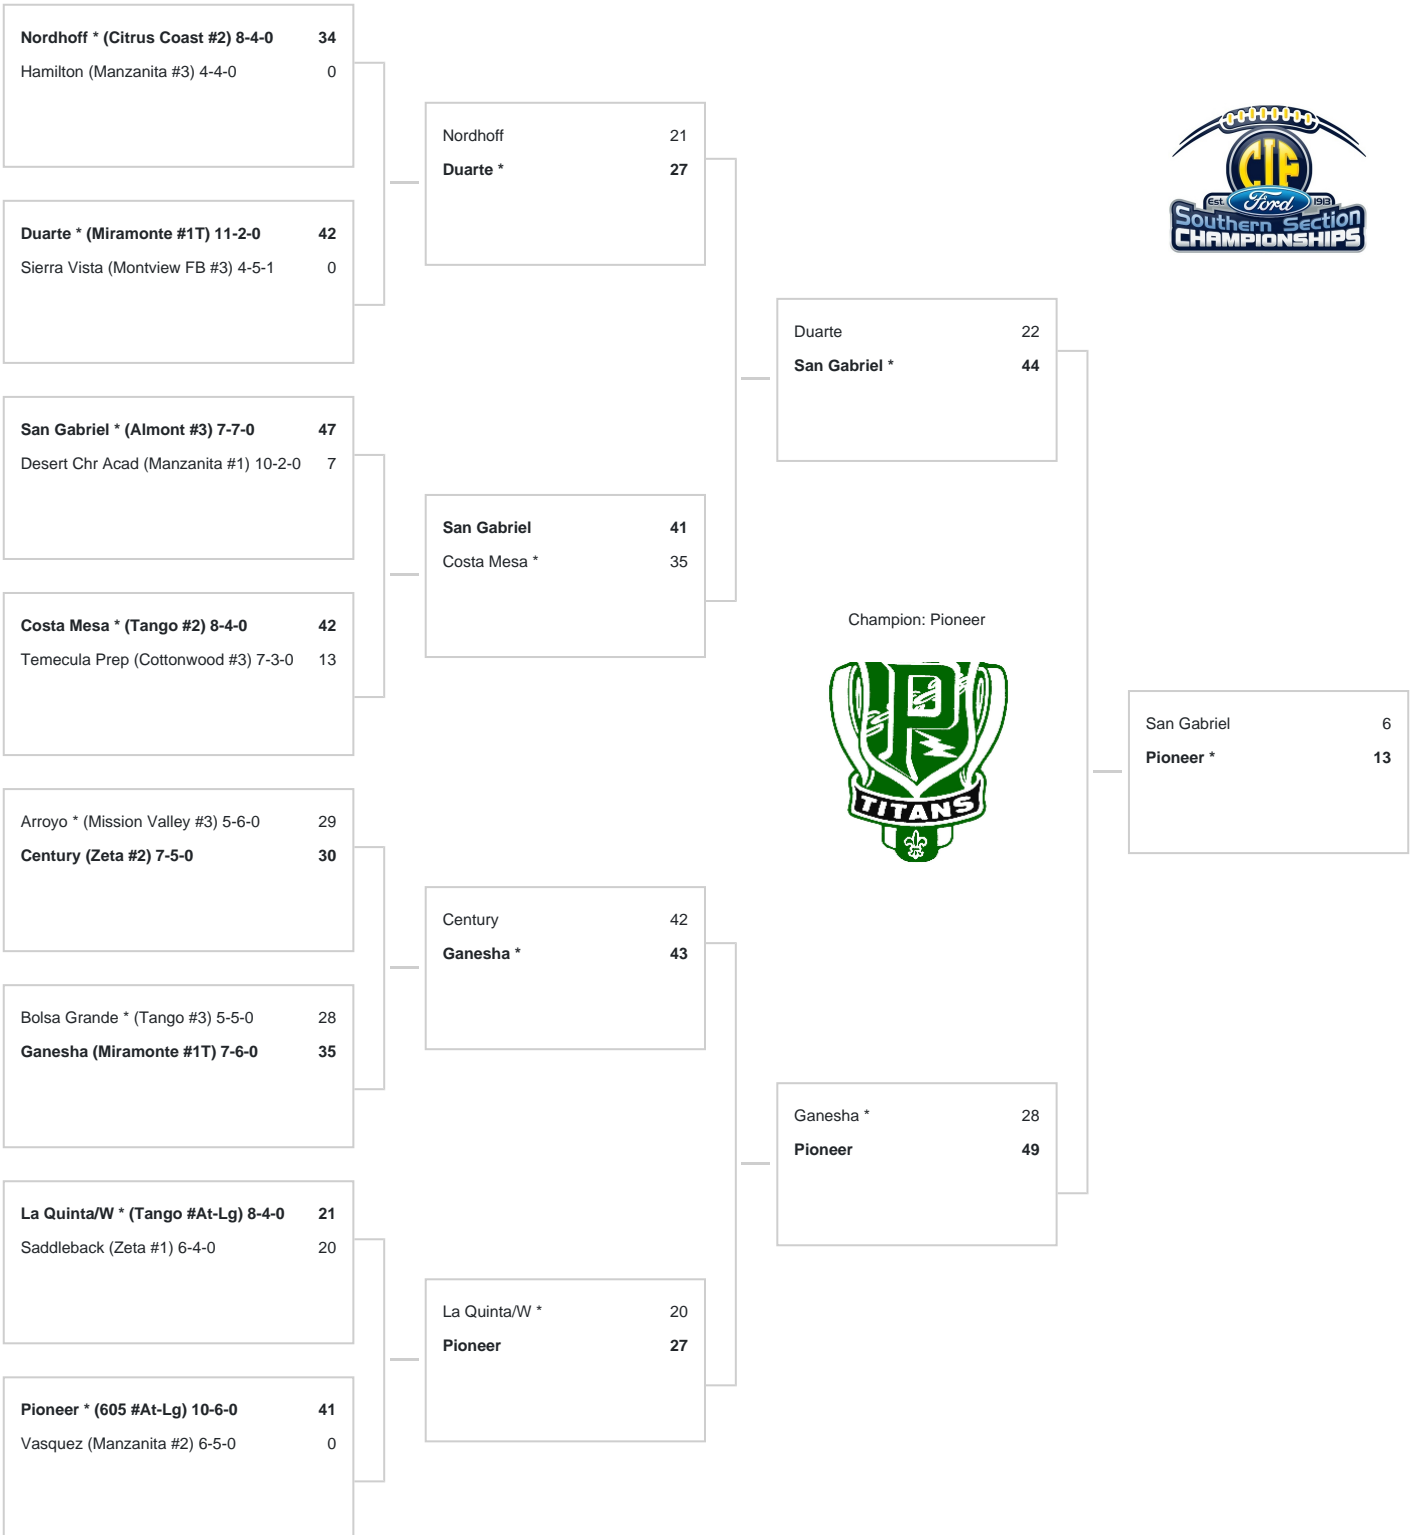 Nordhoff * (Citrus Coast #2) 8-4-0 34
Hamilton (Manzanita #3) 4-4-0 0
Duarte * (Miramonte #1T) 11-2-0 42
Sierra Vista (Montview FB #3) 4-5-1 0
San Gabriel * (Almont #3) 7-7-0 47
Desert Chr Acad (Manzanita #1) 10-2-0 7
Costa Mesa * (Tango #2) 8-4-0 42
Temecula Prep (Cottonwood #3) 7-3-0 13
Arroyo * (Mission Valley #3) 5-6-0 29
Century (Zeta #2) 7-5-0 30
Bolsa Grande * (Tango #3) 5-5-0 28
Ganesha (Miramonte #1T) 7-6-0 35
La Quinta/W * (Tango #At-Lg) 8-4-0 21
Saddleback (Zeta #1) 6-4-0 20
Pioneer * (605 #At-Lg) 10-6-0 41
Vasquez (Manzanita #2) 6-5-0 0
Nordhoff 21
Duarte * 27
San Gabriel 41
Costa Mesa * 35
Century 42
Ganesha * 43
La Quinta/W * 20
Pioneer 27
Duarte 22
San Gabriel * 44
Ganesha * 28
Pioneer 49
Champion: Pioneer
P
TITANS
San Gabriel 6
Pioneer * 13
CIF
Est. Ford 1913
Southern Section
CHAMPIONSHIPS